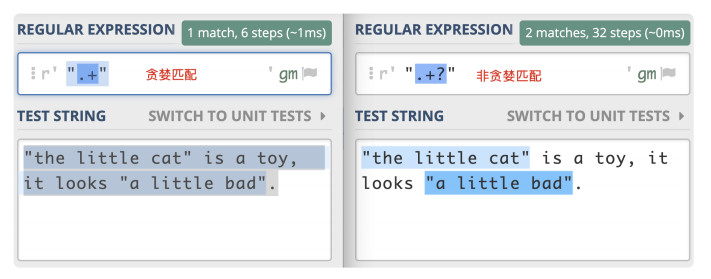 REGULAR EXPRESSION 1 match, 6 steps (~1ms)
r' ".+" 贪婪匹配 ' gm
TEST STRING SWITCH TO UNIT TESTS
"the little cat" is a toy,
it looks "a little bad".
REGULAR EXPRESSION 2 matches, 32 steps (~0ms)
r' ".+?" 非贪婪匹配 ' gm
TEST STRING SWITCH TO UNIT TESTS
"the little cat" is a toy, it
looks "a little bad".